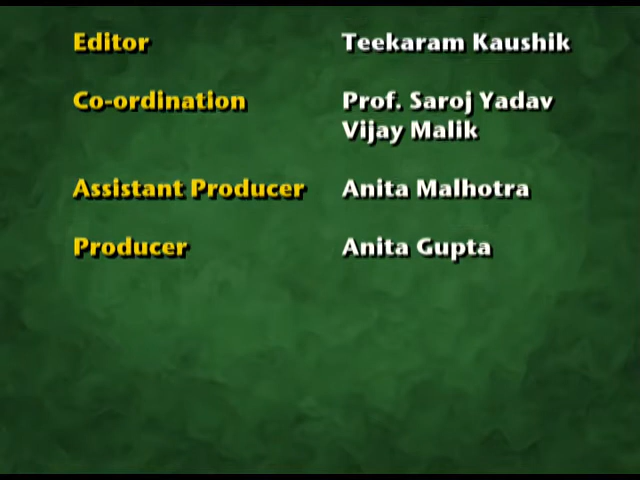 Editor Teekaram Kaushik
Co-ordination Prof. Saroj Yadav
Vijay Malik
Assistant Producer Anita Malhotra
Producer Anita Gupta